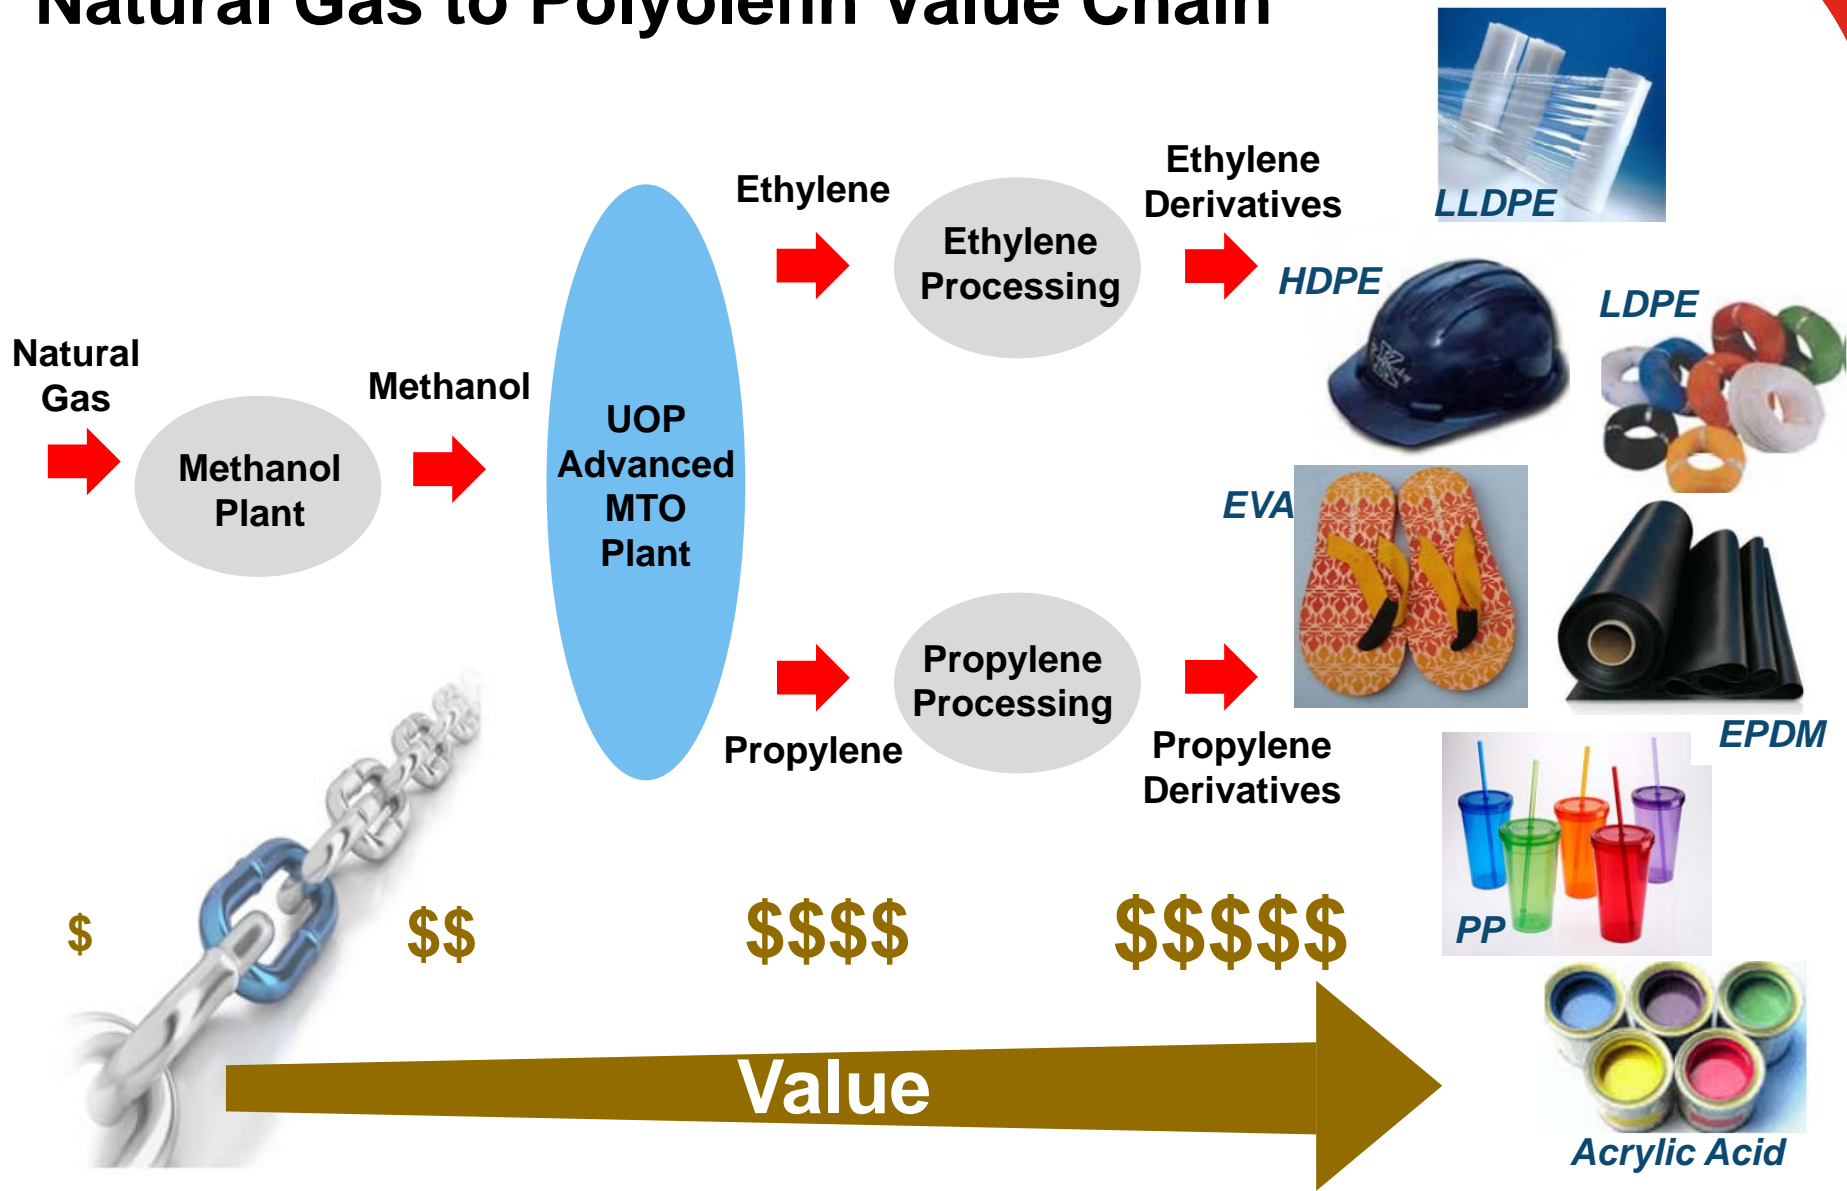 Natural Gas to Polyolefin Value Chain
LLDPE
Ethylene
Derivatives
Ethylene
Ethylene
Processing
HDPE
LDPE
Natural
Gas
Methanol
UOP
Advanced
MTO
Plant
Methanol
Plant
EVA
Propylene
Processing
Propylene
Propylene
Derivatives
EPDM
PP
$
$$
$$$$
$$$$$
Value
Acrylic Acid